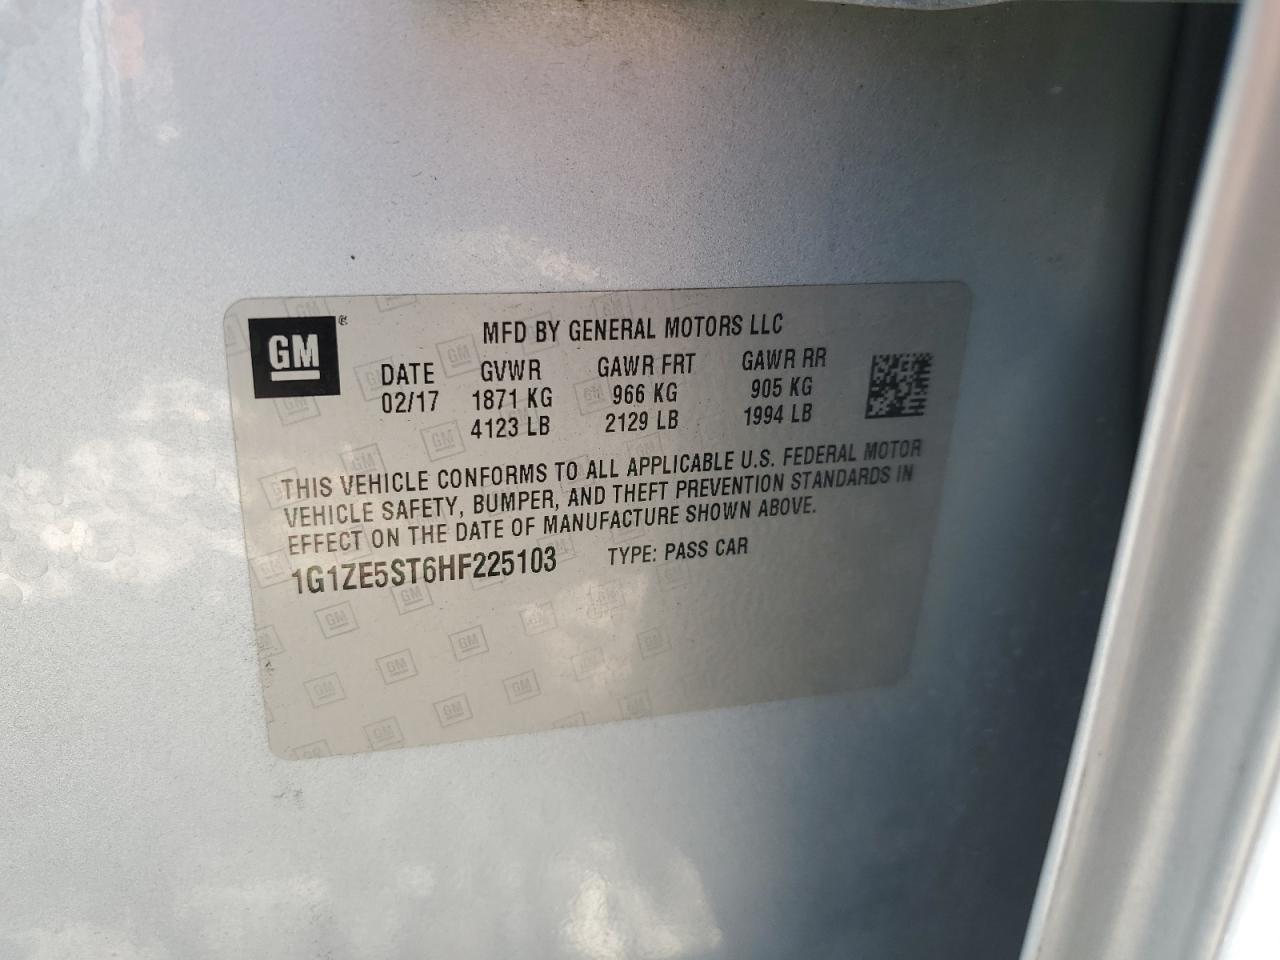 GM
MFD BY GENERAL MOTORS LLC
DATE GVWR GAWR FRT GAWR RR
02/17 1871 KG 966 KG 905 KG
4123 LB 2129 LB 1994 LB
THIS VEHICLE CONFORMS TO ALL APPLICABLE U.S. FEDERAL MOTOR
VEHICLE SAFETY, BUMPER, AND THEFT PREVENTION STANDARDS IN
EFFECT ON THE DATE OF MANUFACTURE SHOWN ABOVE.
1G1ZE5ST6HF225103 TYPE: PASS CAR